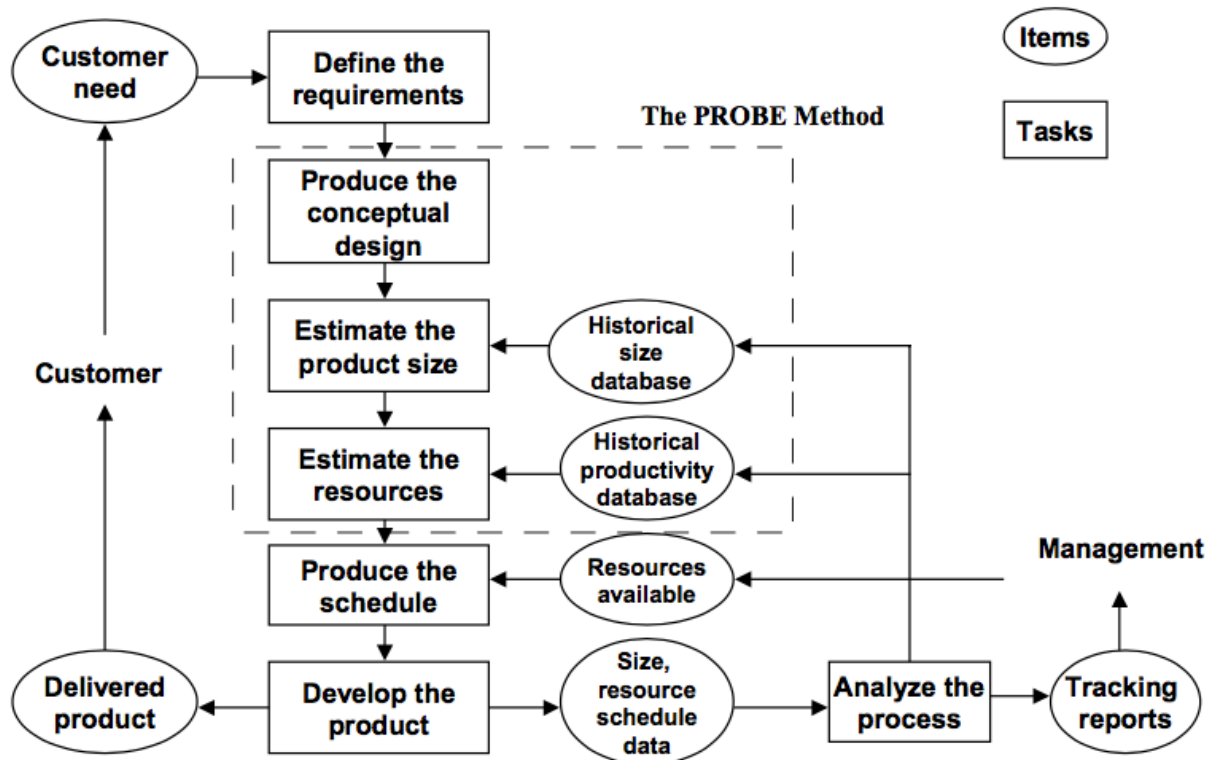 Customer
need
Define the
requirements
Items
The PROBE Method
Tasks
Produce the
conceptual
design
Estimate the
product size
Historical
size
database
Customer
Estimate the
resources
Historical
productivity
database
Produce the
schedule
Resources
available
Management
Delivered
product
Develop the
product
Size,
resource
schedule
data
Analyze the
process
Tracking
reports